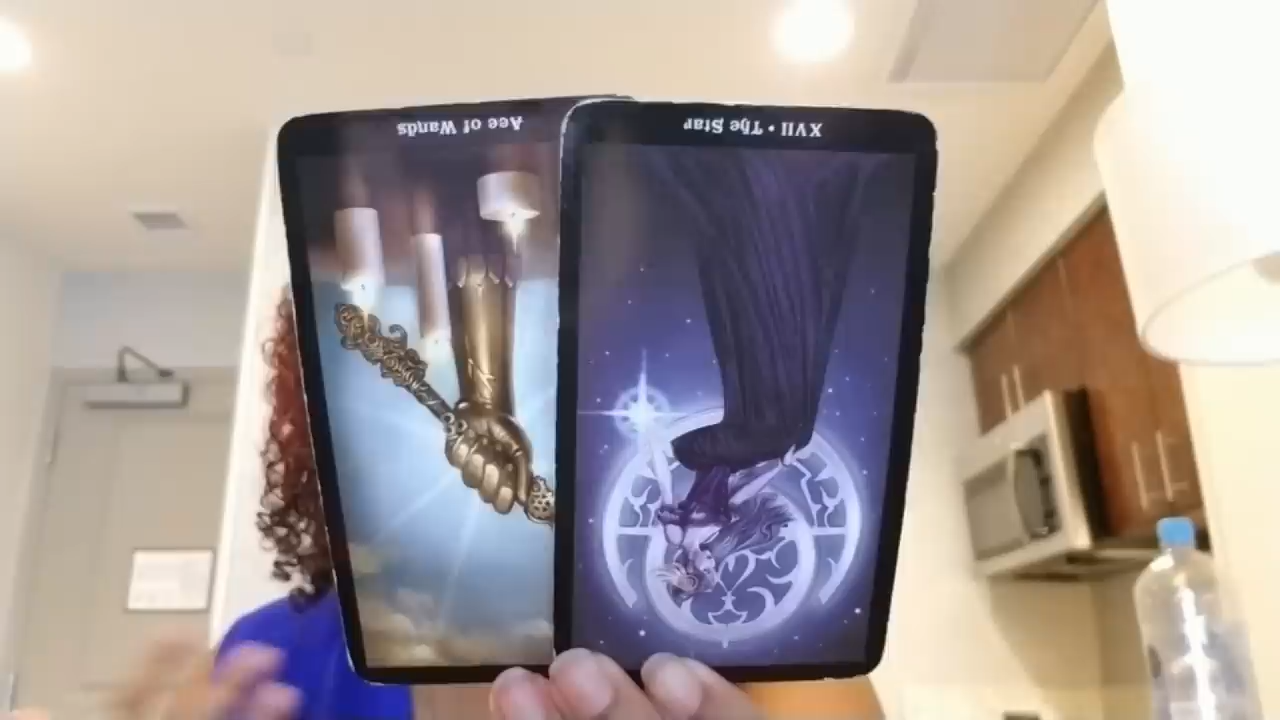 Ace of Wands
XVII • The Star